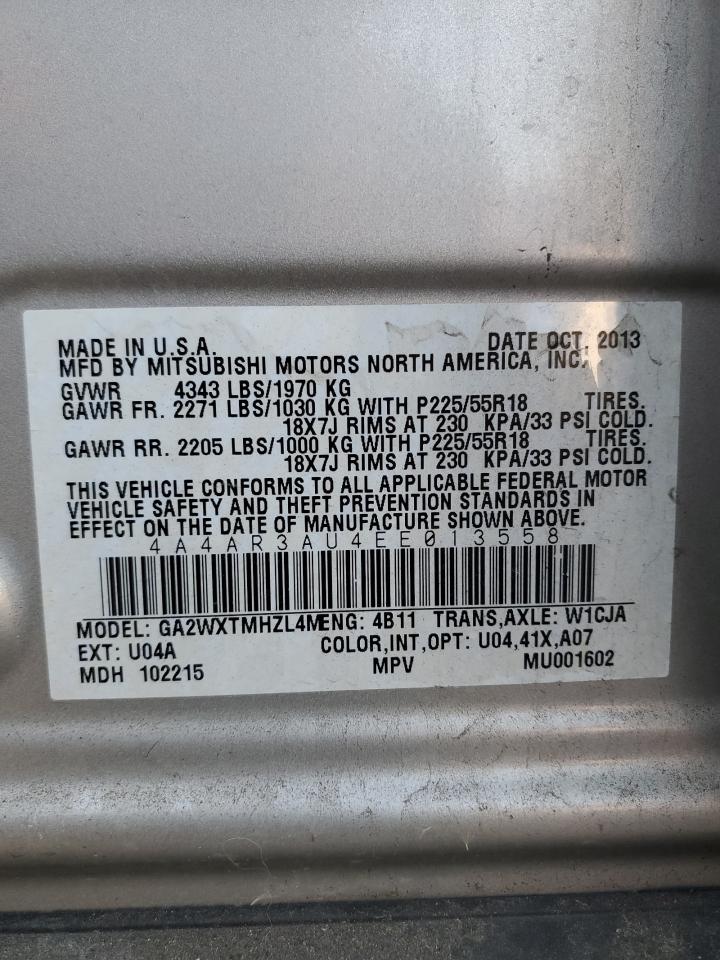 MADE IN U.S.A. DATE OCT. 2013
MFD BY MITSUBISHI MOTORS NORTH AMERICA, INC.
GVWR 4343 LBS/1970 KG
GAWR FR. 2271 LBS/1030 KG WITH P225/55R18 TIRES.
18X7J RIMS AT 230 KPA/33 PSI COLD.
GAWR RR. 2205 LBS/1000 KG WITH P225/55R18 TIRES.
18X7J RIMS AT 230 KPA/33 PSI COLD.
THIS VEHICLE CONFORMS TO ALL APPLICABLE FEDERAL MOTOR
VEHICLE SAFETY AND THEFT PREVENTION STANDARDS IN
EFFECT ON THE DATE OF MANUFACTURE SHOWN ABOVE.
4A4AR3AU4EE013558
MODEL: GA2WXTMHZL4M ENG: 4B11 TRANS,AXLE: W1CJA
EXT: U04A COLOR,INT,OPT: U04,41X,A07
MDH 102215 MPV MU001602